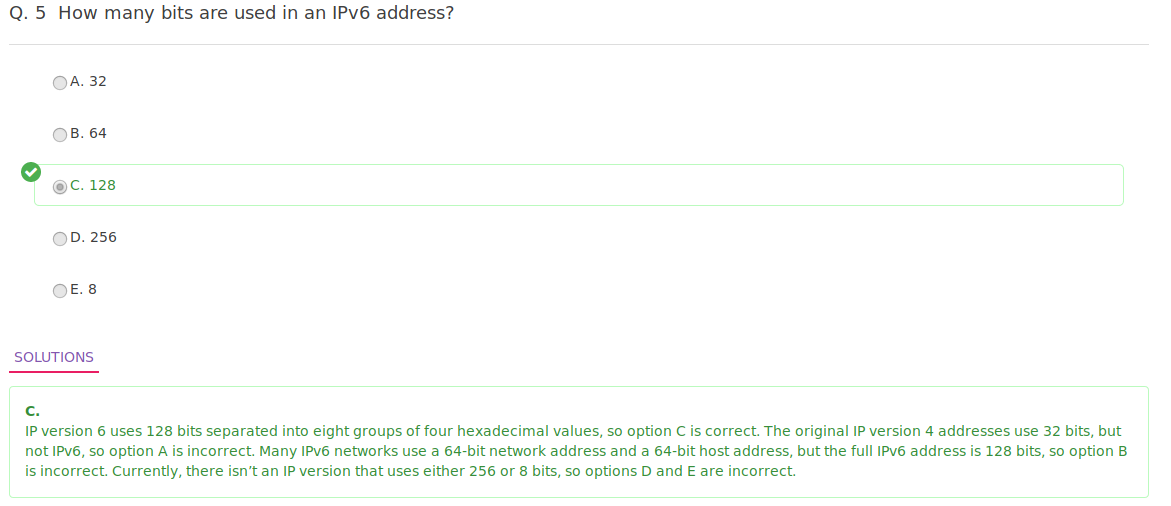 Q. 5 How many bits are used in an IPv6 address?
A. 32
B. 64
C. 128
D. 256
E. 8
SOLUTIONS
C.
IP version 6 uses 128 bits separated into eight groups of four hexadecimal values, so option C is correct. The original IP version 4 addresses use 32 bits, but
not IPv6, so option A is incorrect. Many IPv6 networks use a 64-bit network address and a 64-bit host address, but the full IPv6 address is 128 bits, so option B
is incorrect. Currently, there isn’t an IP version that uses either 256 or 8 bits, so options D and E are incorrect.